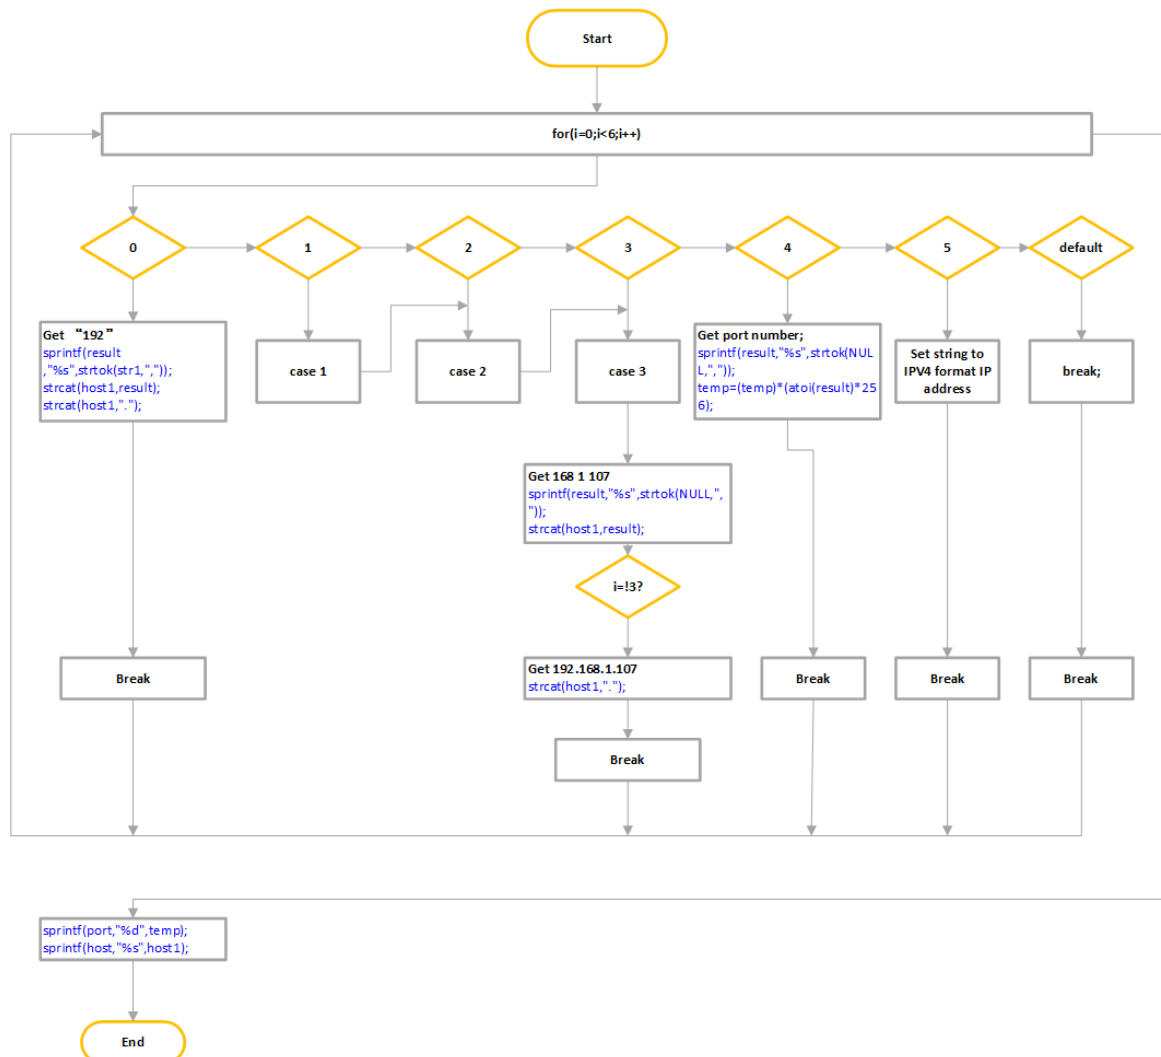 Start
for(i=0;i<6;i++)
0
1
2
3
4
5
default
Get “192”
sprintf(result
,"%s",strtok(str1,","));
strcat(host1,result);
strcat(host1,".");
case 1
case 2
case 3
Get port number;
sprintf(result,"%s",strtok(NUL
L,","));
temp=(temp)*(atoi(result)*25
6);
Set string to
IPV4 format IP
address
break;
Get 168 1 107
sprintf(result,"%s",strtok(NULL,",
"));
strcat(host1,result);
i=!3?
Get 192.168.1.107
strcat(host1,".");
Break
Break
Break
Break
Break
sprintf(port,"%d",temp);
sprintf(host,"%s",host1);
End